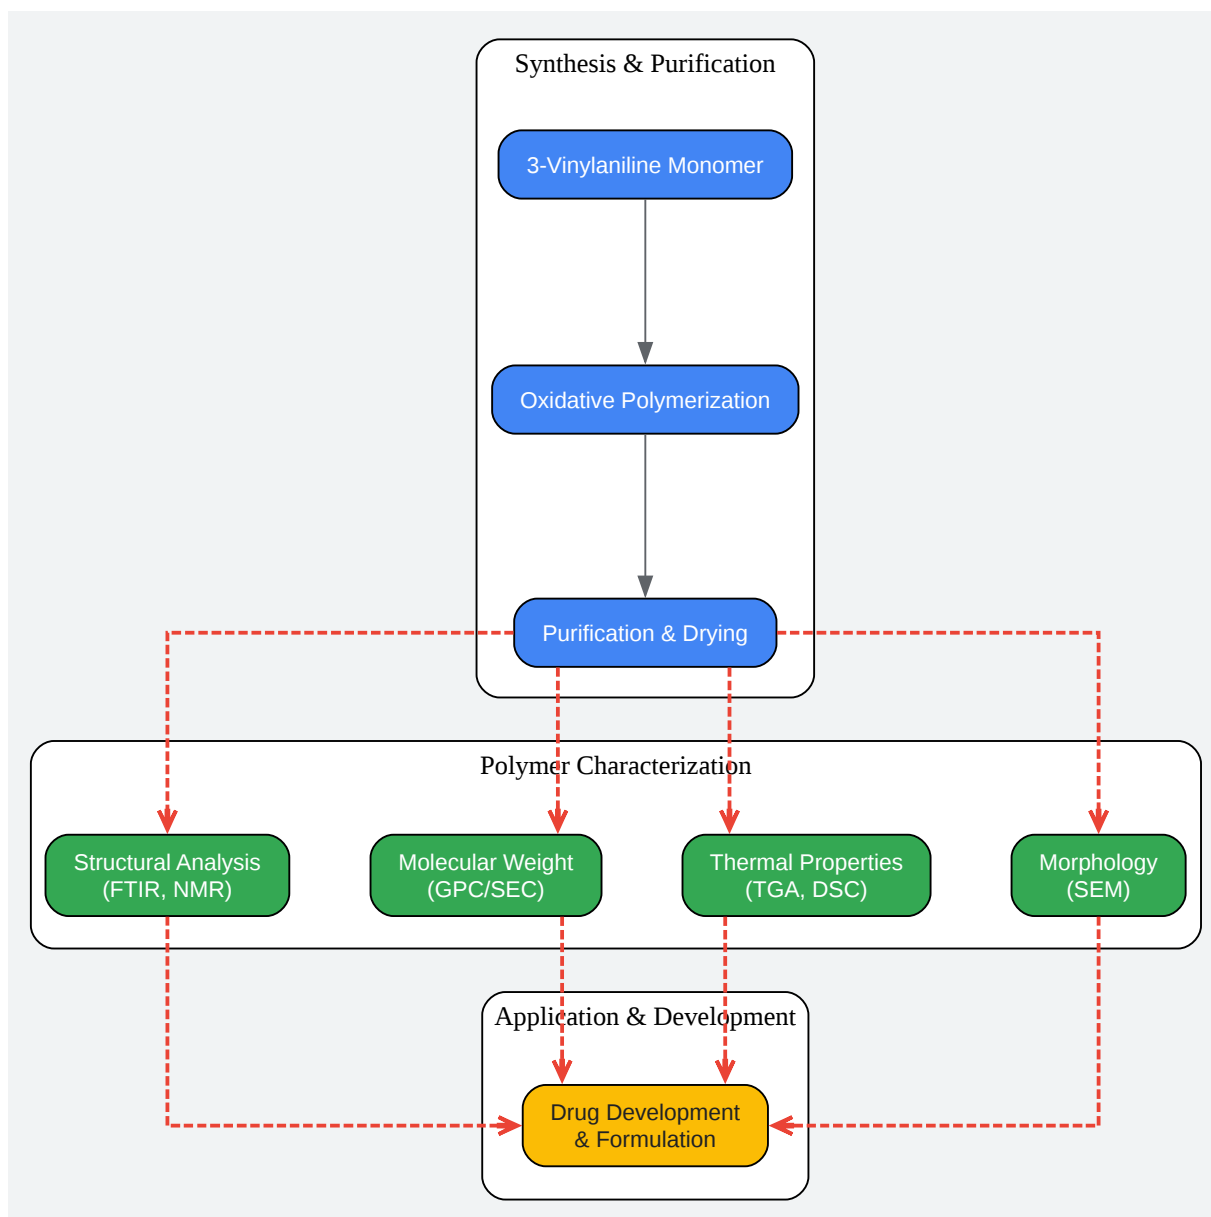 Synthesis & Purification
3-Vinylaniline Monomer
Oxidative Polymerization
Purification & Drying
Polymer Characterization
Structural Analysis
(FTIR, NMR)
Molecular Weight
(GPC/SEC)
Thermal Properties
(TGA, DSC)
Morphology
(SEM)
Application & Development
Drug Development
& Formulation